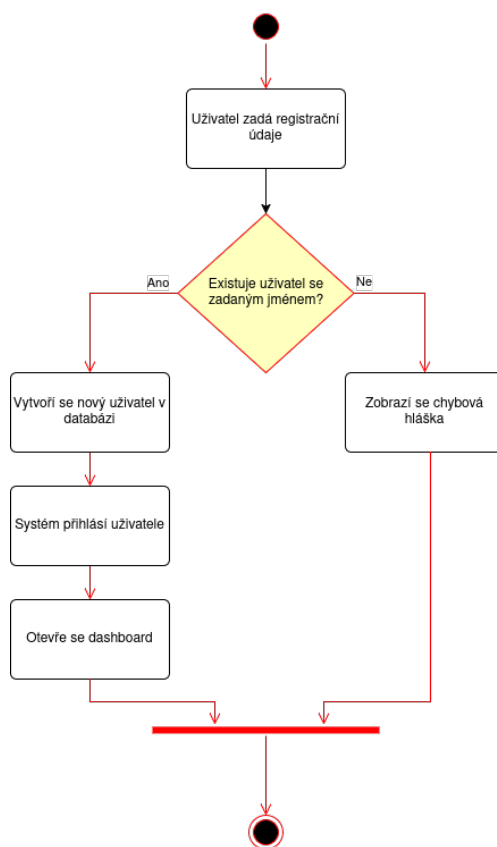 Uživatel zadá registrační
údaje
Existuje uživatel se
zadaným jménem?
Ano
Ne
Vytvoří se nový uživatel v
databázi
Zobrazí se chybová
hláška
Systém přihlásí uživatele
Otevře se dashboard